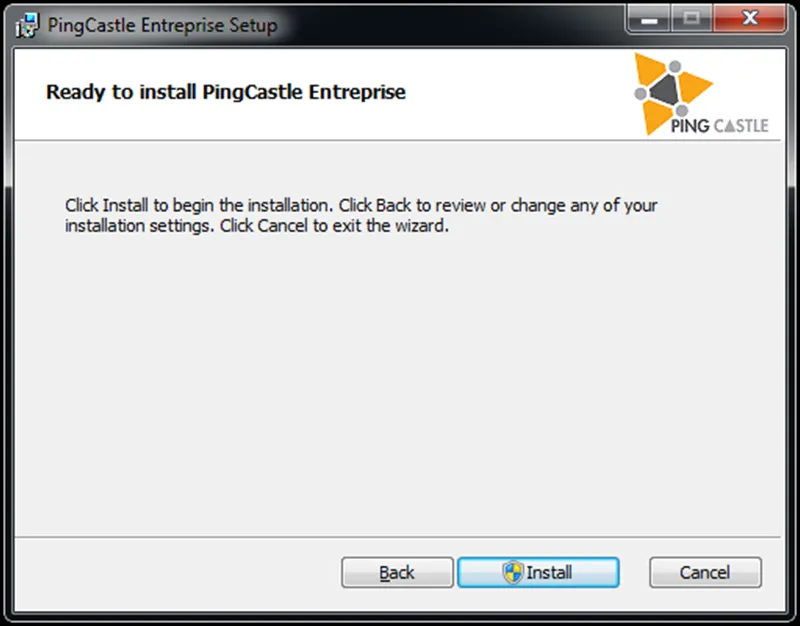 PingCastle Entreprise Setup
Ready to install PingCastle Entreprise
PING CASTLE
Click Install to begin the installation. Click Back to review or change any of your
installation settings. Click Cancel to exit the wizard.
Back
Install
Cancel